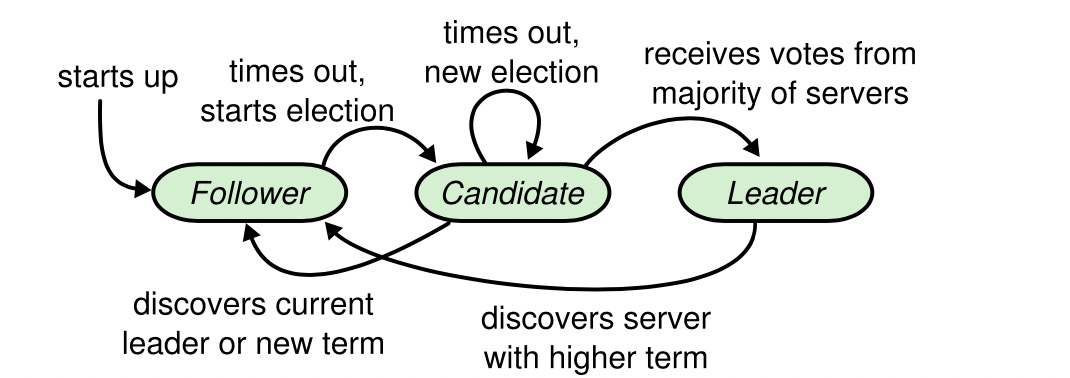 starts up
times out,
starts election
times out,
new election
receives votes from
majority of servers
Follower
Candidate
Leader
discovers current
leader or new term
discovers server
with higher term